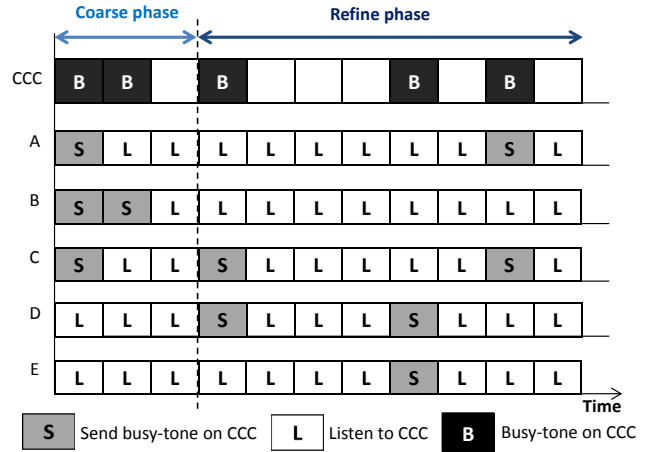 Coarse phase Refine phase
CCC B B B B B
A S L L L L L L L L S L
B S S L L L L L L L L L
C S L L S L L L L L S L
D L L L S L L L S L L L
E L L L L L L L S L L L
Time
S Send busy-tone on CCC L Listen to CCC B Busy-tone on CCC